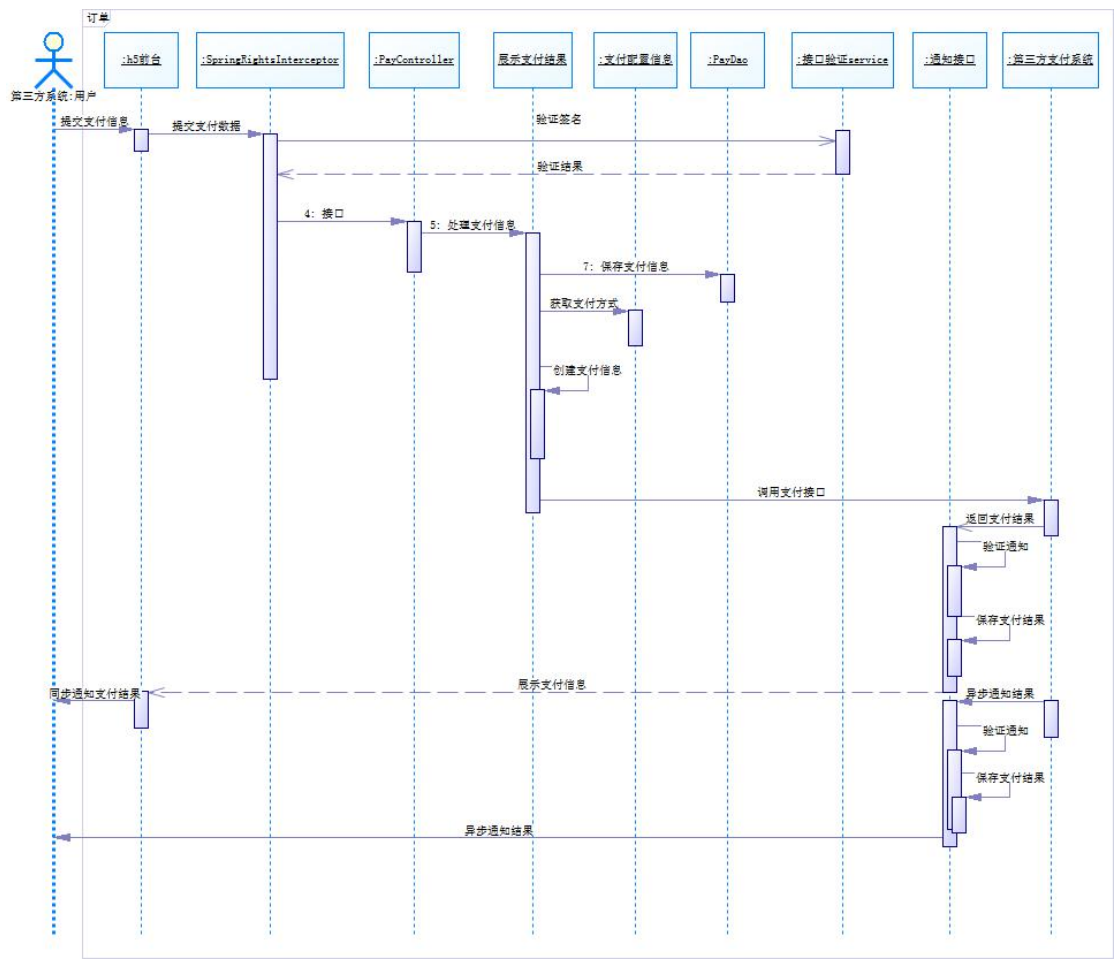 订单
:h5前台
:SpringRightsInterceptor
:PayController
展示支付结果
:支付配置信息
:PayDao
:接口验证service
:通知接口
:第三方支付系统
第三方系统:用户
提交支付信息
提交支付数据
验证签名
验证结果
4: 接口
5: 处理支付信息
7: 保存支付信息
获取支付方式
创建支付信息
调用支付接口
返回支付结果
验证通知
保存支付结果
展示支付信息
同步通知支付结果
异步通知结果
验证通知
保存支付结果
异步通知结果